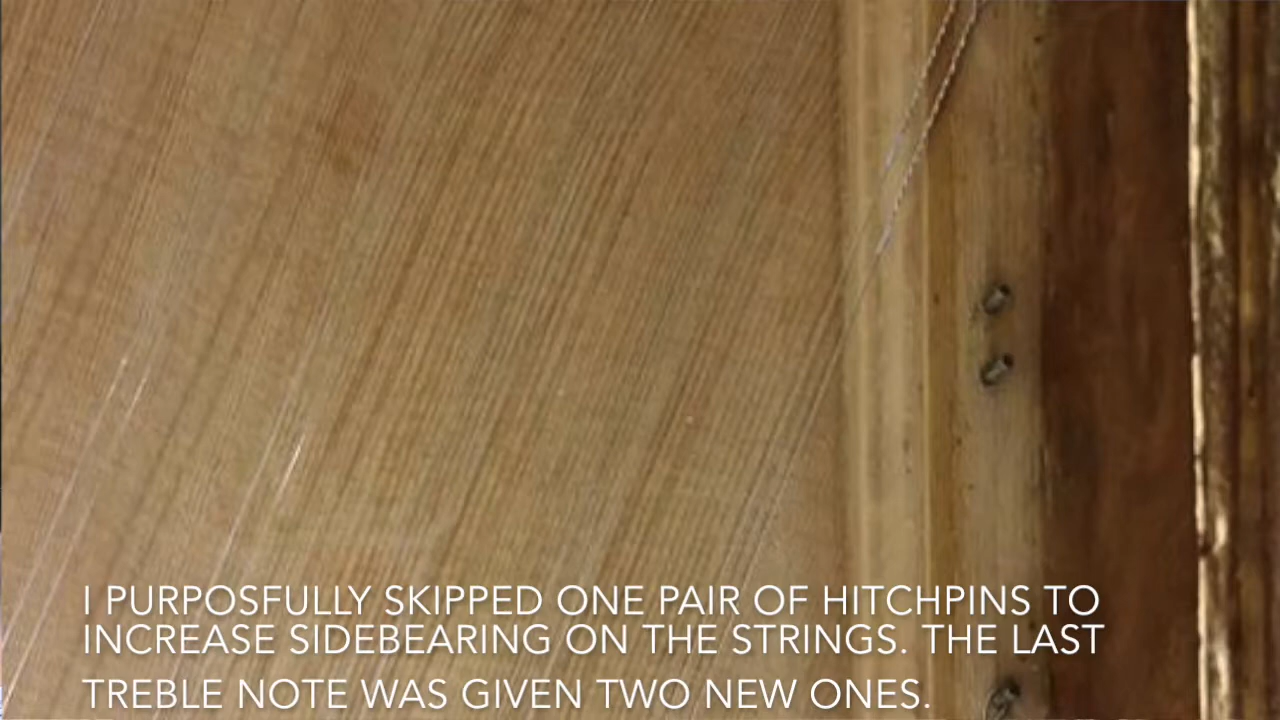 I PURPOSFULLY SKIPPED ONE PAIR OF HITCHPINS TO
INCREASE SIDEBEARING ON THE STRINGS. THE LAST
TREBLE NOTE WAS GIVEN TWO NEW ONES.